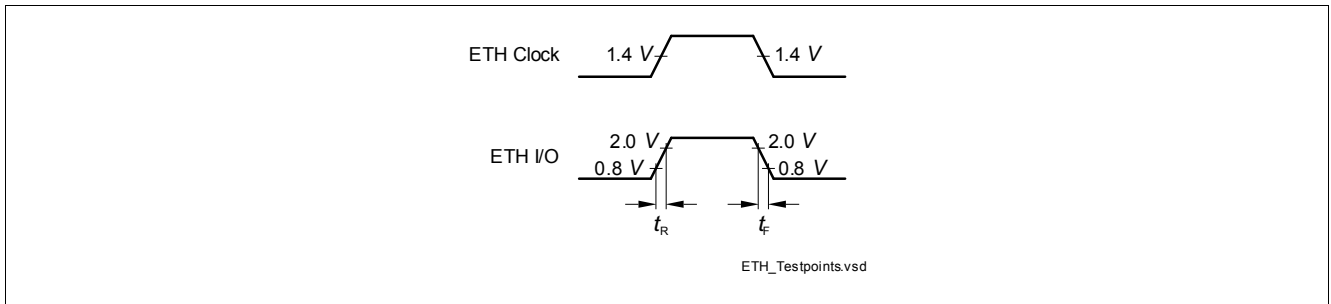 ETH Clock 1.4 V 1.4 V
2.0 V 2.0 V
ETH I/O
0.8 V 0.8 V
tR tF
ETH_Testpoints.vsd